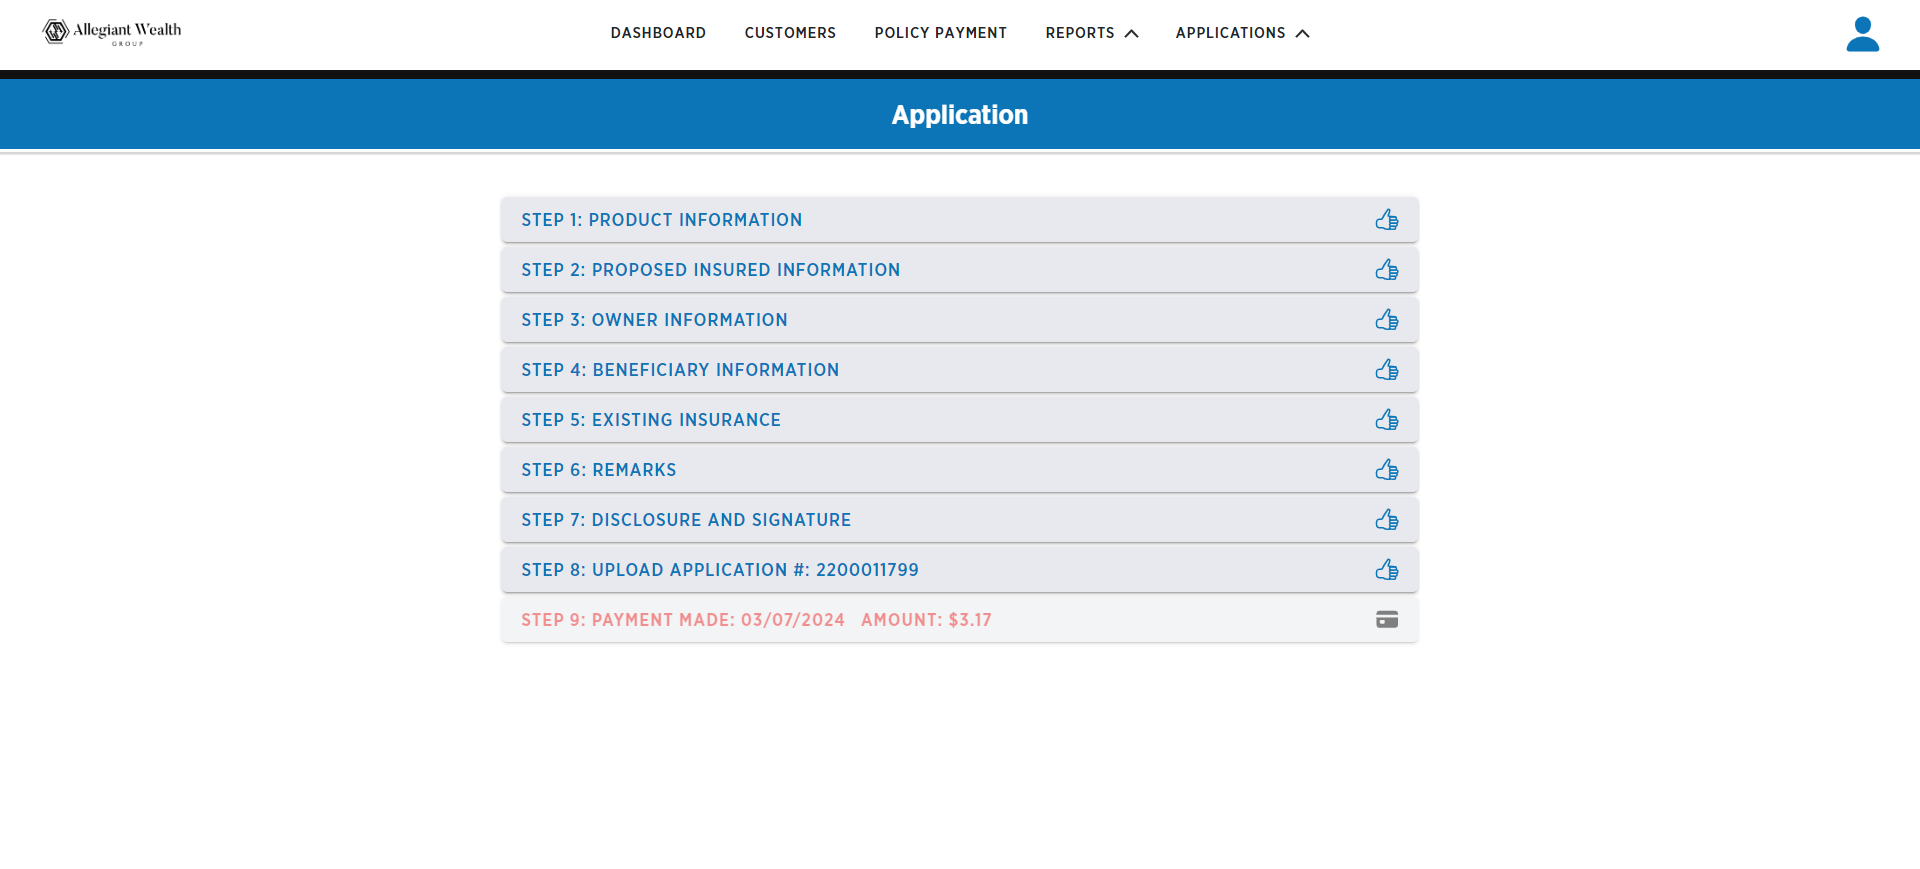 Allegiant Wealth
GROUP
DASHBOARD CUSTOMERS POLICY PAYMENT REPORTS APPLICATIONS
Application
STEP 1: PRODUCT INFORMATION
STEP 2: PROPOSED INSURED INFORMATION
STEP 3: OWNER INFORMATION
STEP 4: BENEFICIARY INFORMATION
STEP 5: EXISTING INSURANCE
STEP 6: REMARKS
STEP 7: DISCLOSURE AND SIGNATURE
STEP 8: UPLOAD APPLICATION #: 2200011799
STEP 9: PAYMENT MADE: 03/07/2024 AMOUNT: $3.17